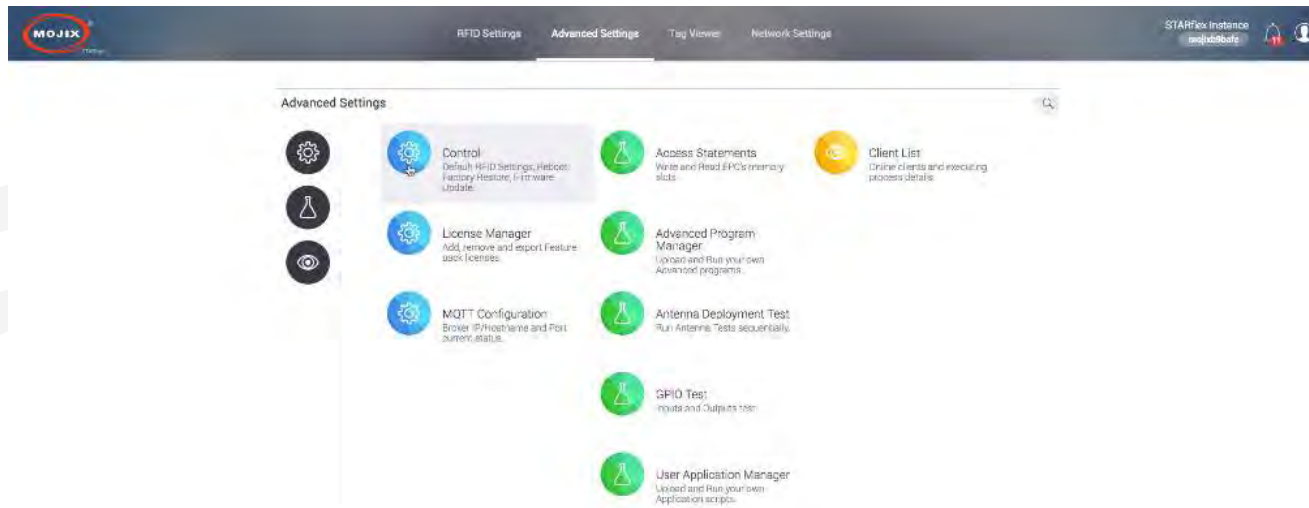 MOJIX
RFID Settings
Advanced Settings
Tag Viewer
Network Settings
STARflex Instance
11
Advanced Settings
Control
Default RFID Settings, Reboot,
Factory Restore, Firmware
Update.
License Manager
Add, remove and export Feature
pack licenses.
MQTT Configuration
Broker IP/Hostname and Port
current status.
Access Statements
Write and Read EPC's memory
slots.
Advanced Program
Manager
Upload and Run your own
Advanced programs.
Antenna Deployment Test
Run Antenna Tests sequentially.
GPIO Test
Inputs and Outputs test
User Application Manager
Upload and Run your own
Application scripts.
Client List
Online clients and executing
process details.